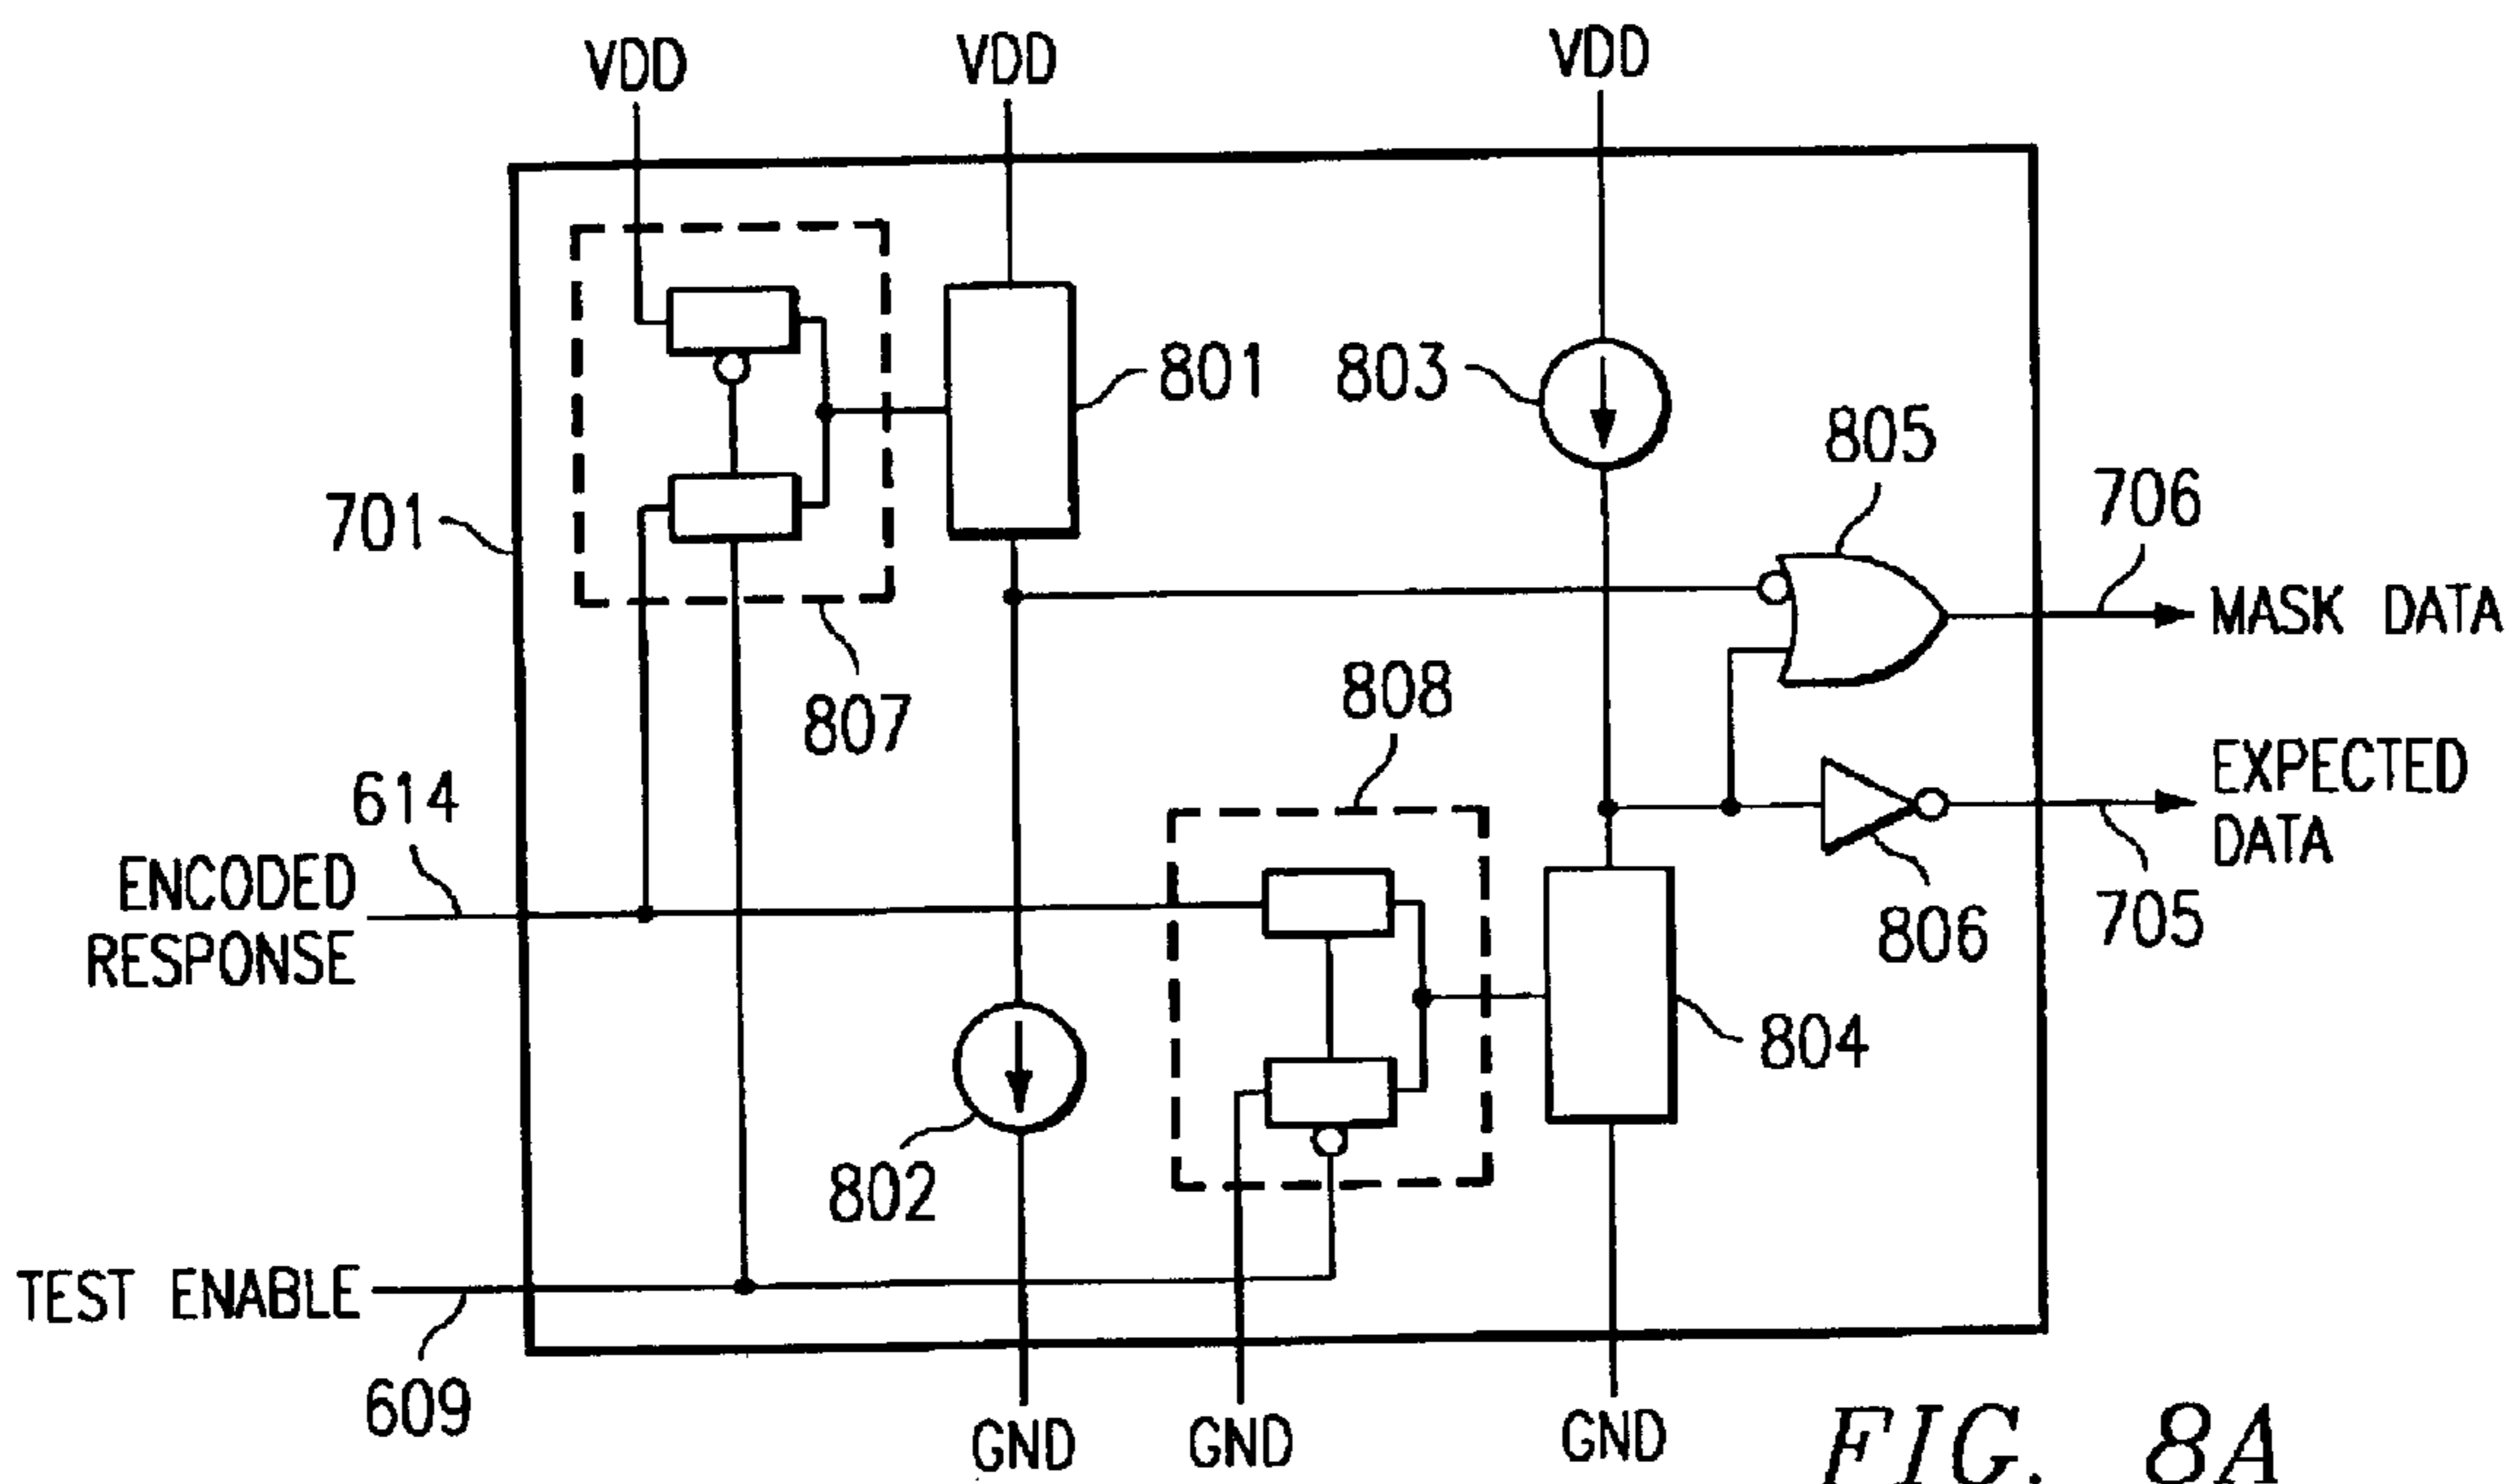 VDD
VDD
VDD
801
803
805
701
706
MASK DATA
807
808
614
EXPECTED
DATA
ENCODED
RESPONSE
705
806
804
802
TEST ENABLE
609
GND
GND
GND
FIG. 8A